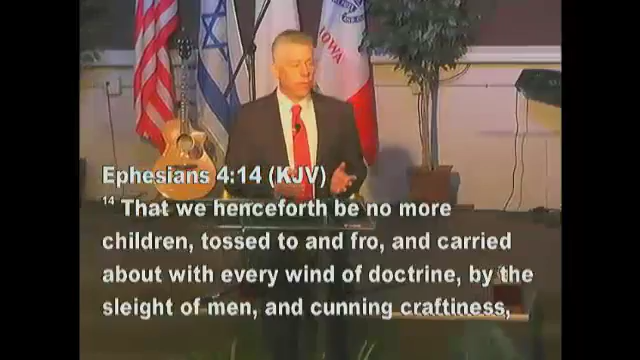 IOWA
Ephesians 4:14 (KJV)
14 That we henceforth be no more
children, tossed to and fro, and carried
about with every wind of doctrine, by the
sleight of men, and cunning craftiness,